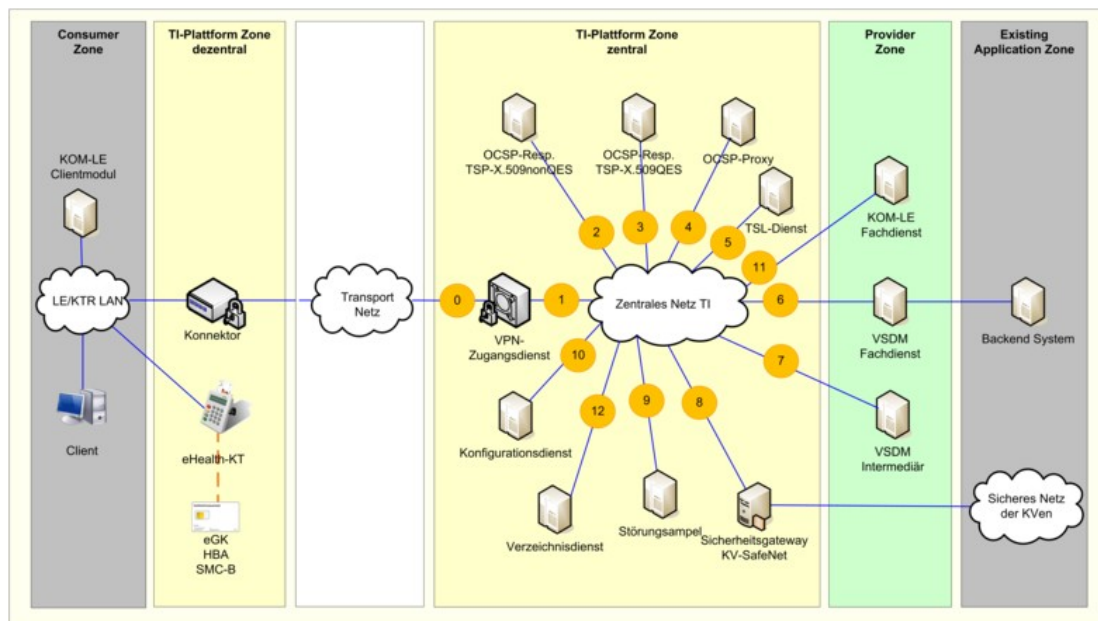 Consumer
Zone
TI-Plattform Zone
dezentral
TI-Plattform Zone
zentral
Provider
Zone
Existing
Application Zone
KOM-LE
Clientmodul
LE/KTR LAN
Client
Konnektor
eHealth-KT
eGK
HBA
SMC-B
Transport
Netz
0
VPN-
Zugangsdienst
1
OCSP-Resp.
TSP-X.509nonQES
2
OCSP-Resp.
TSP-X.509QES
3
OCSP-Proxy
4
TSL-Dienst
5
Zentrales Netz TI
11
KOM-LE
Fachdienst
6
VSDM
Fachdienst
Backend System
7
VSDM
Intermediär
10
Konfigurationsdienst
12
Verzeichnisdienst
9
Störungsampel
8
Sicherheitsgateway
KV-SafeNet
Sicheres Netz
der KVen